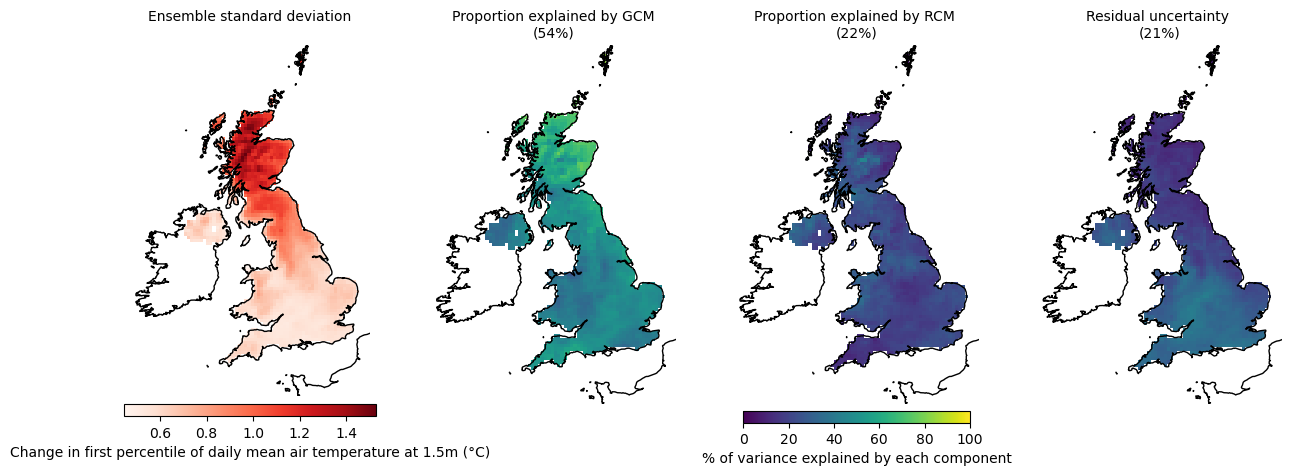 Ensemble standard deviation
Proportion explained by GCM
(54%)
Proportion explained by RCM
(22%)
Residual uncertainty
(21%)
0.6 0.8 1.0 1.2 1.4
Change in first percentile of daily mean air temperature at 1.5m (°C)
0 20 40 60 80 100
% of variance explained by each component